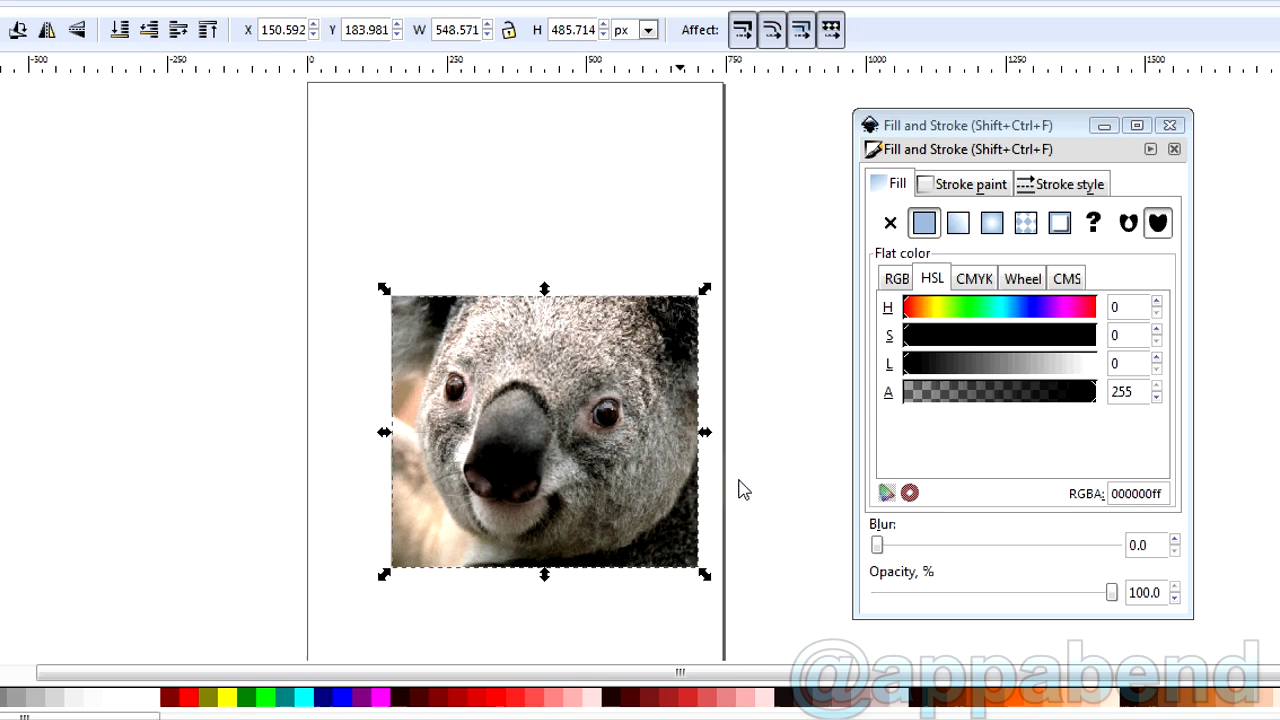 X 150.592 Y 183.981 W 548.571 H 485.714 px Affect:
-500 -250 0 250 500 750 1000 1250 1500
Fill and Stroke (Shift+Ctrl+F)
Fill and Stroke (Shift+Ctrl+F)
Fill Stroke paint Stroke style
?
Flat color
RGB HSL CMYK Wheel CMS
H 0
S 0
L 0
A 255
RGBA: 000000ff
Blur:
0.0
Opacity, %
100.0
@appabend